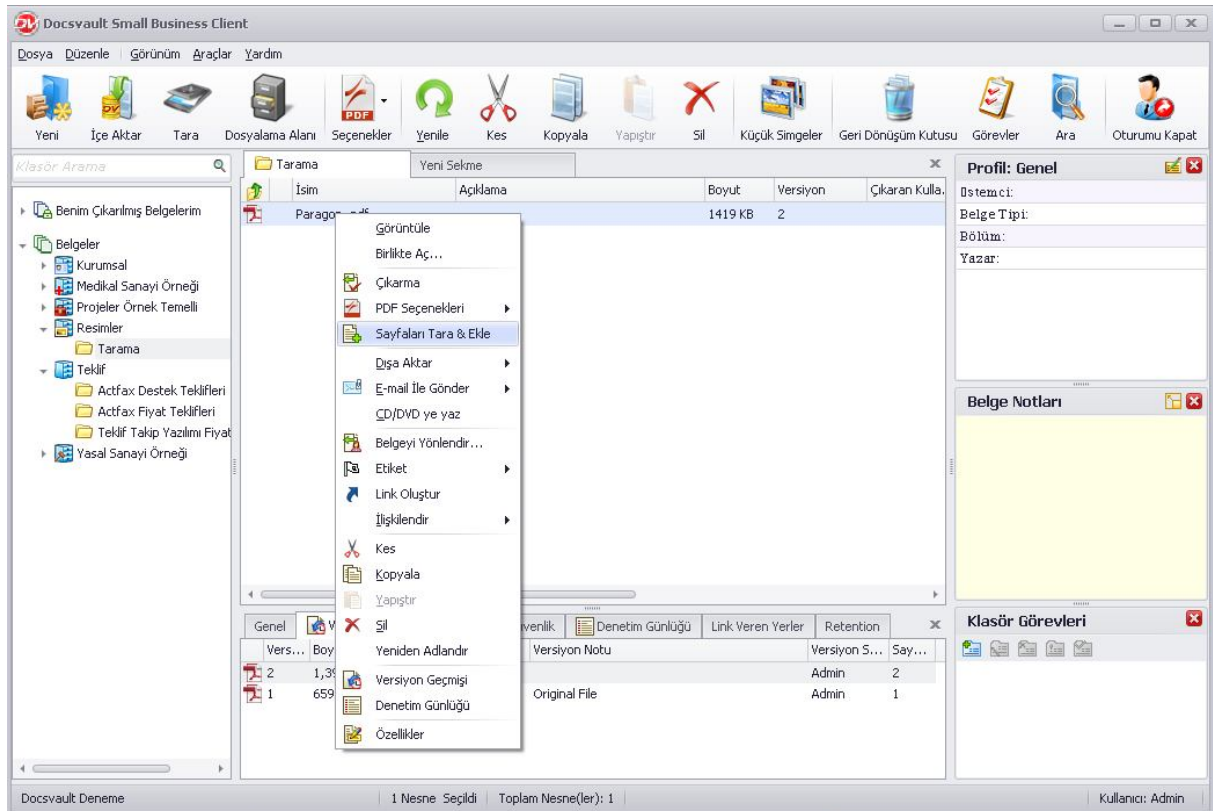 Docsvault Small Business Client
Dosya Düzenle Görünüm Araçlar Yardım
Yeni İçe Aktar Tara Dosyalama Alanı Seçenekler Yenile Kes Kopyala Yapıştır Sil Küçük Simgeler Geri Dönüşüm Kutusu Görevler Ara Oturumu Kapat
Klasör Arama
Benim Çıkarılmış Belgelerim
Belgeler
Kurumsal
Medikal Sanayi Örneği
Projeler Örnek Temelli
Resimler
Tarama
Teklif
Actfax Destek Teklifleri
Actfax Fiyat Teklifleri
Teklif Takip Yazılımı Fiyat
Yasal Sanayi Örneği
Tarama Yeni Sekme
İsim Açıklama Boyut Versiyon Çıkaran Kulla.
1419 KB 2
Görüntüle
Birlikte Aç...
Çıkarma
PDF Seçenekleri
Sayfaları Tara & Ekle
Dışa Aktar
E-mail İle Gönder
CD/DVD ye yaz
Belgeyi Yönlendir...
Etiket
Link Oluştur
İlişkilendir
Kes
Kopyala
Yapıştır
Sil
Yeniden Adlandır
Versiyon Geçmişi
Denetim Günlüğü
Özellikler
Genel Denetim Günlüğü Link Veren Yerler Retention
Vers... Versiyon Notu Versiyon S... Say...
2 Admin 2
1 Original File Admin 1
Profil: Genel
İstemci:
Belge Tipi:
Bölüm:
Yazar:
Belge Notları
Klasör Görevleri
Docsvault Deneme 1 Nesne Seçildi Toplam Nesne(ler): 1 Kullanıcı: Admin